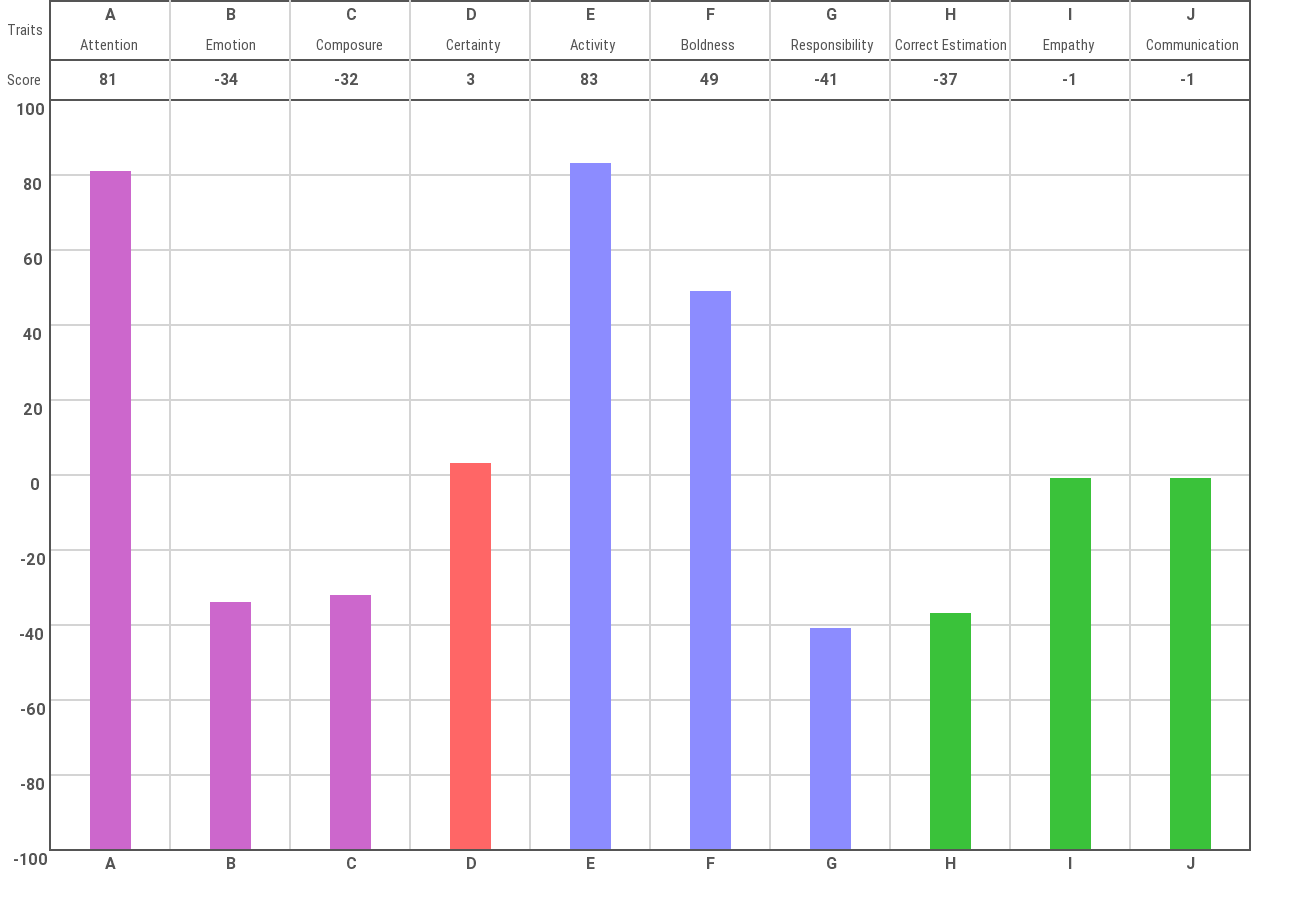 Traits A B C D E F G H I J
Attention Emotion Composure Certainty Activity Boldness Responsibility Correct Estimation Empathy Communication
Score 81 -34 -32 3 83 49 -41 -37 -1 -1
100
80
60
40
20
0
-20
-40
-60
-80
-100
A B C D E F G H I J